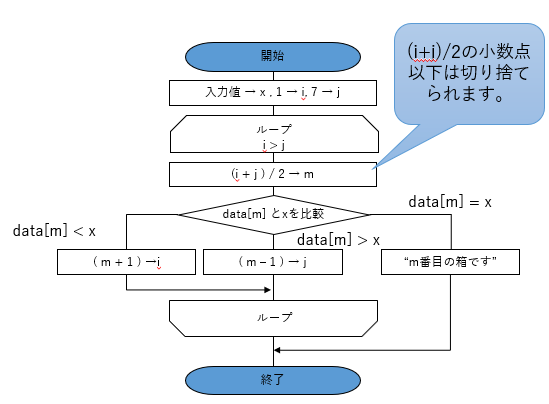 開始
(i+i)/2の小数点
以下は切り捨て
られます。
入力値 → x , 1 → i, 7 → j
ループ
i > j
(i + j ) / 2 → m
data[m] とxを比較
data[m] = x
data[m] < x
data[m] > x
( m + 1 ) →i
( m – 1 ) → j
“m番目の箱です”
ループ
終了